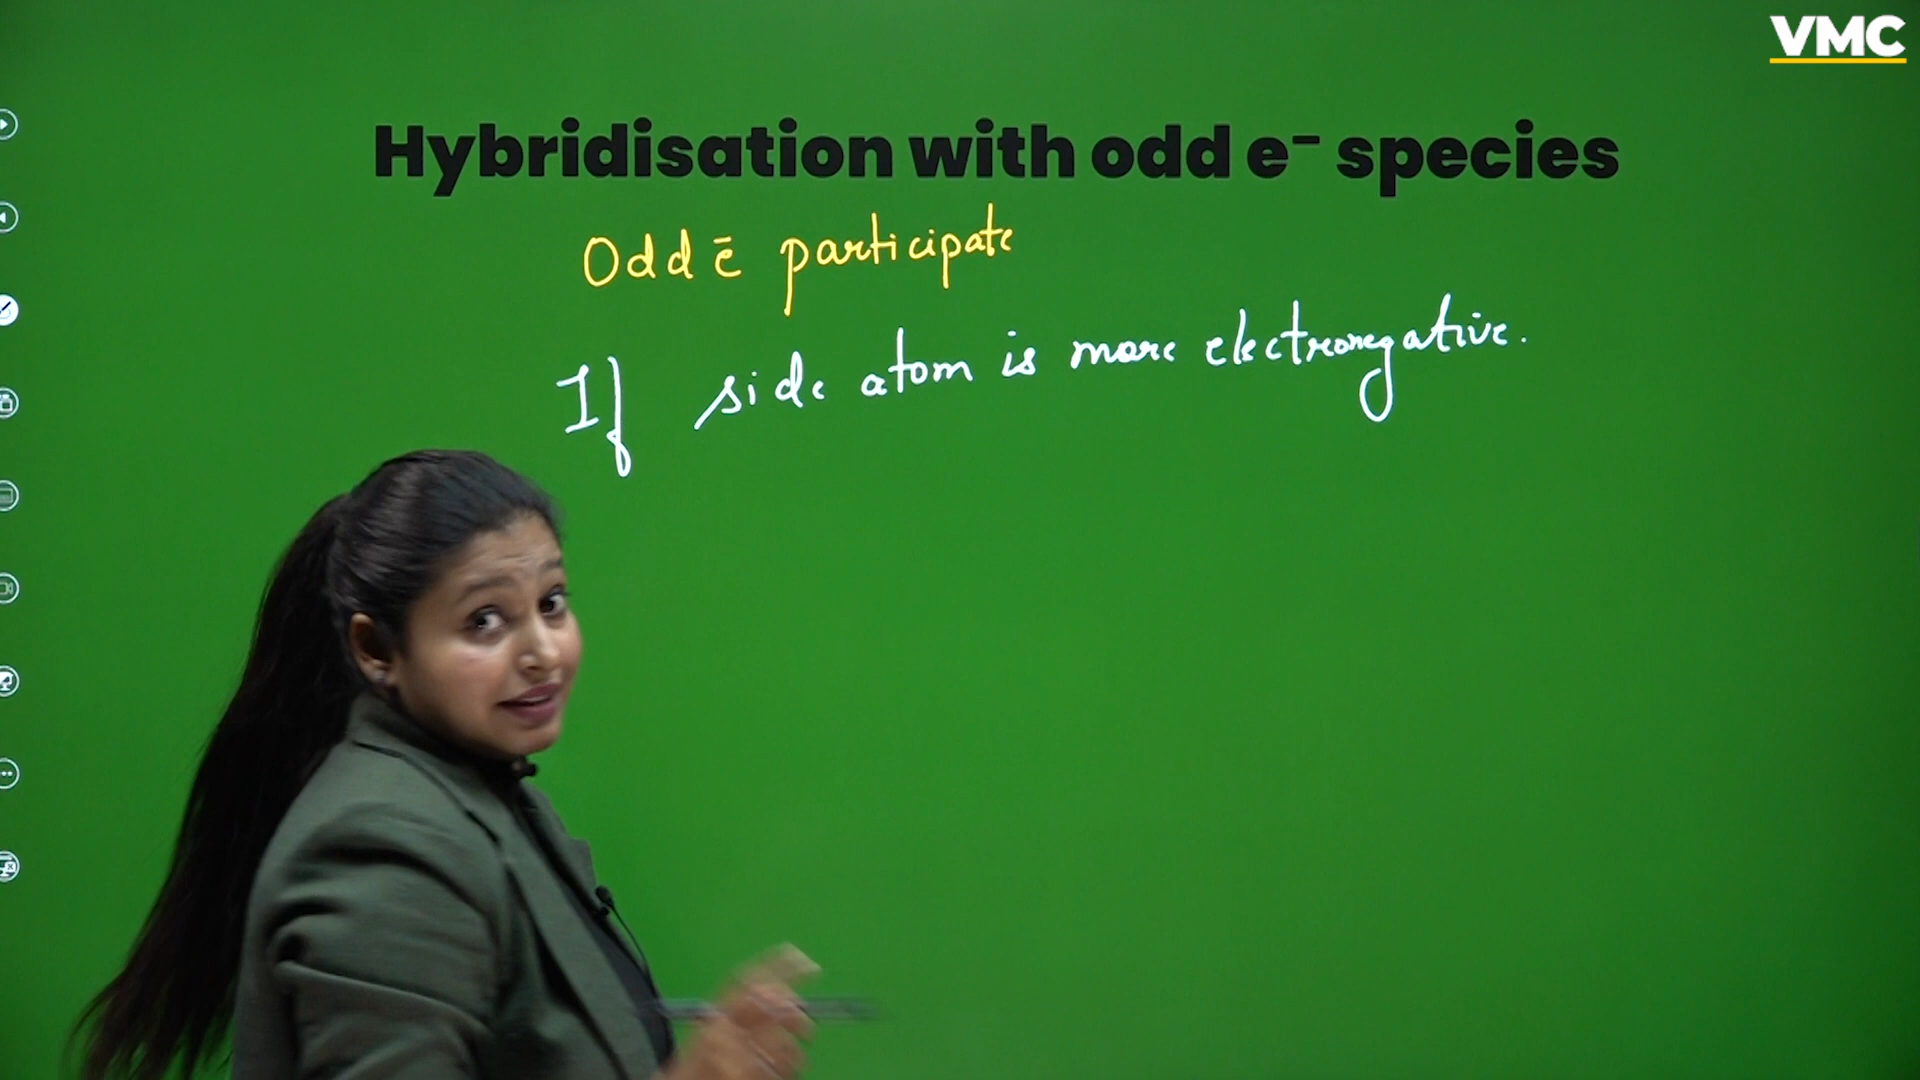 VMC
Hybridisation with odd e⁻ species
Odd ē participate
If side atom is more electronegative.